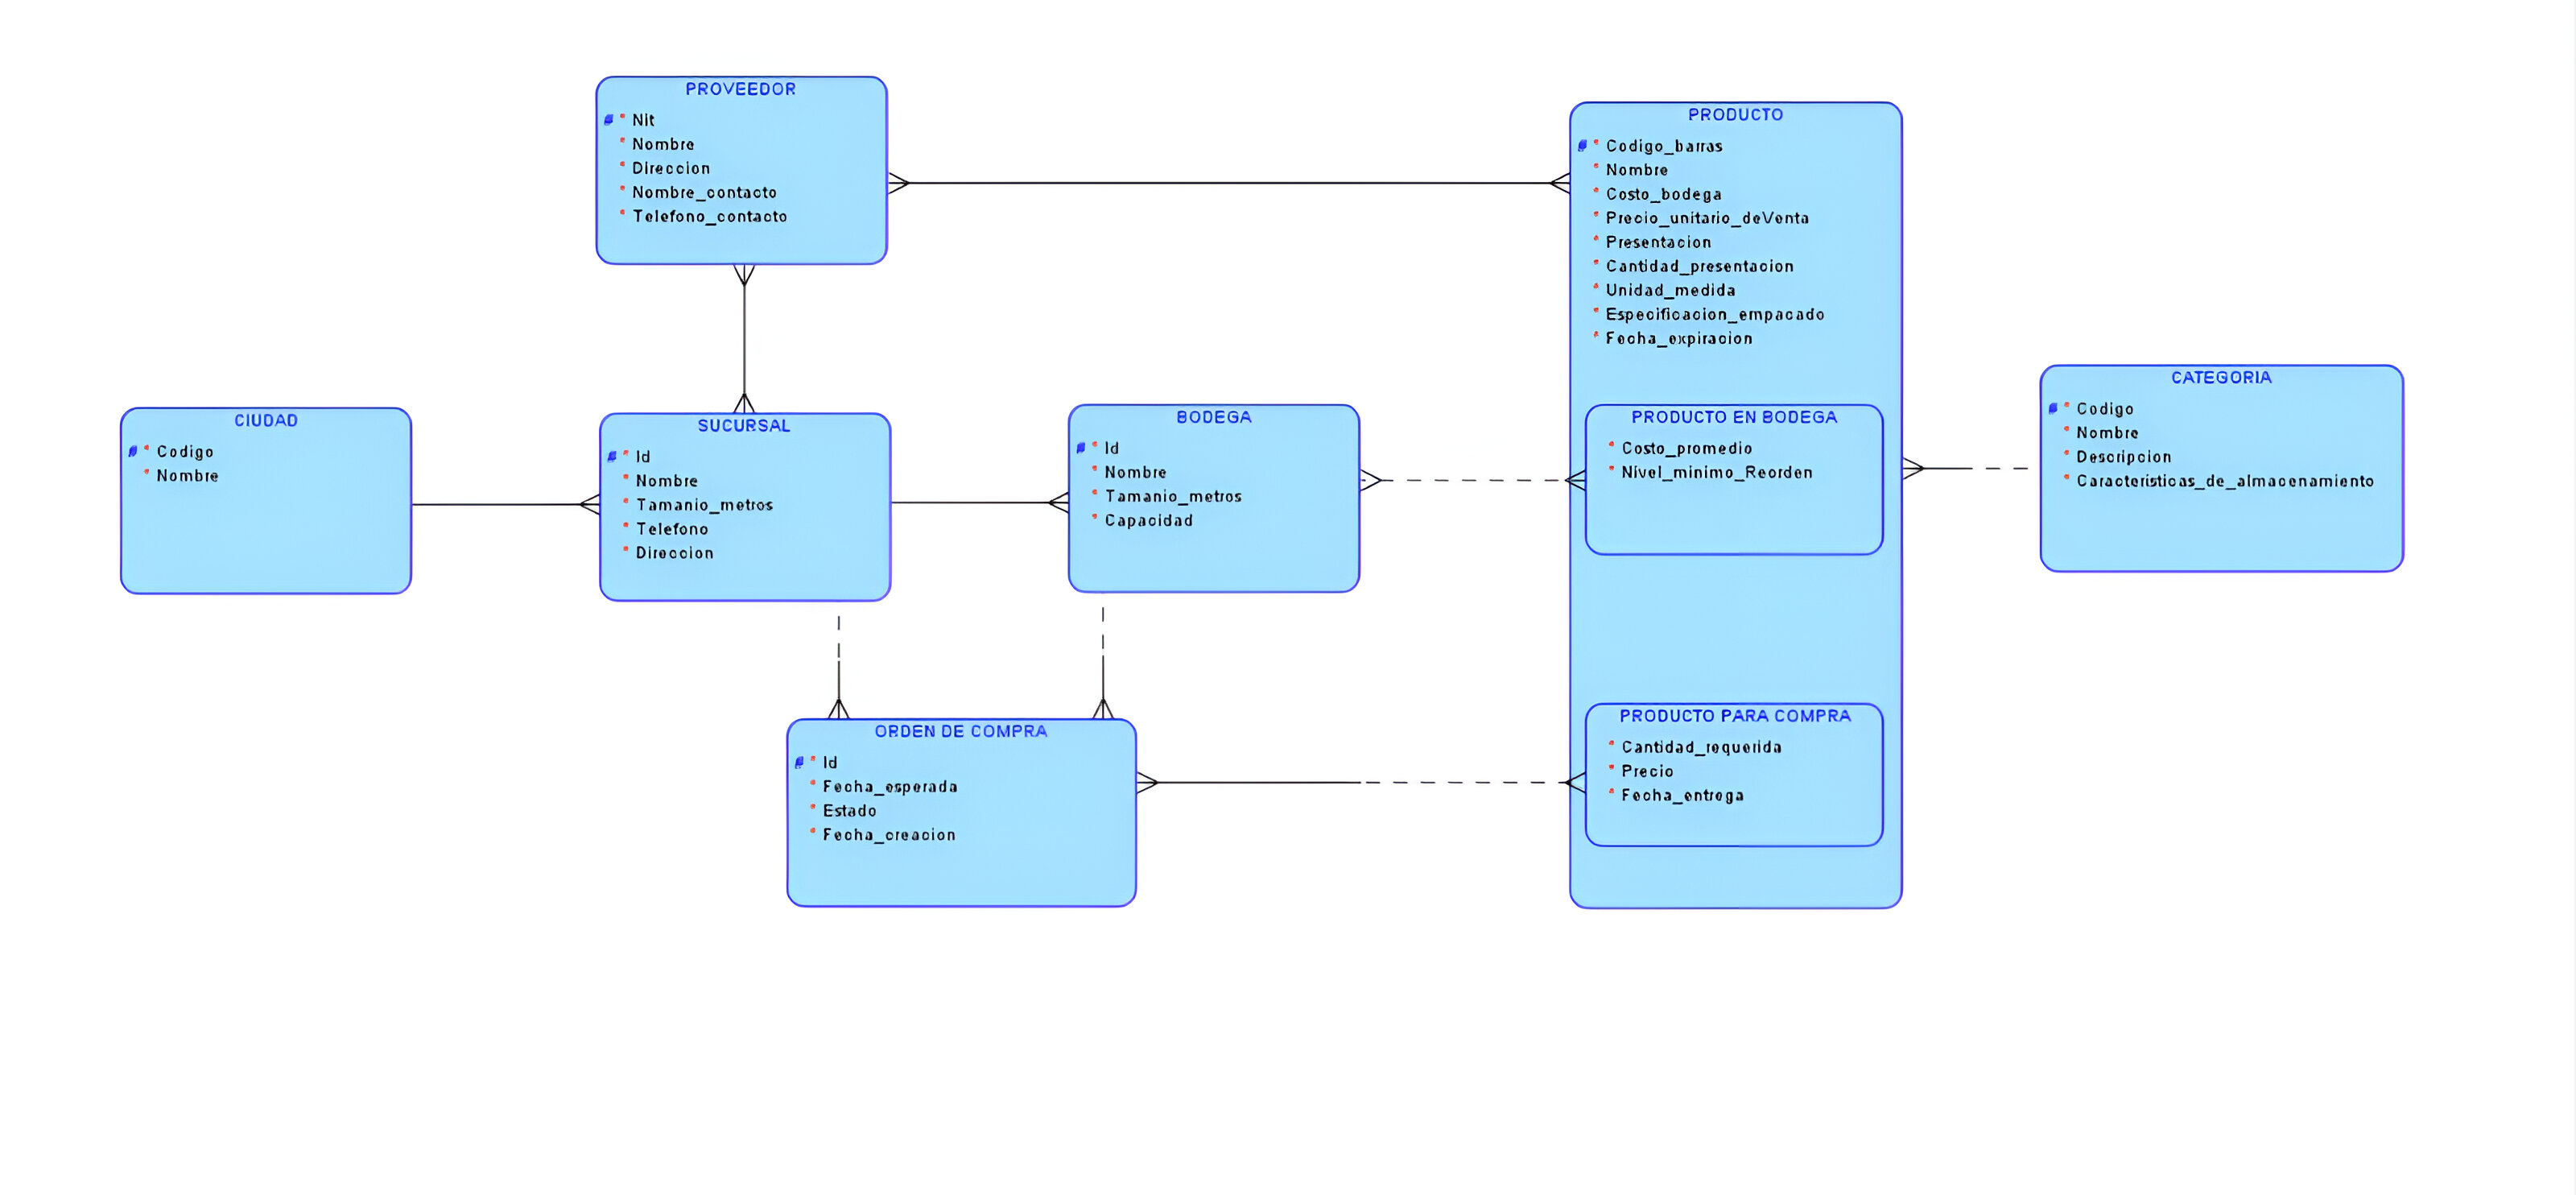 PROVEEDOR
Nit
Nombre
Direccion
Nombre_contacto
Telefono_contacto
PRODUCTO
Codigo_barras
Nombre
Costo_bodega
Precio_unitario_deVenta
Presentacion
Cantidad_presentacion
Unidad_medida
Especificacion_empacado
Fecha_expiracion
CIUDAD
Codigo
Nombre
SUCURSAL
Id
Nombre
Tamanio_metros
Telefono
Direccion
BODEGA
Id
Nombre
Tamanio_metros
Capacidad
PRODUCTO EN BODEGA
Costo_promedio
Nivel_minimo_Reorden
CATEGORIA
Codigo
Nombre
Descripcion
Caracteristicas_de_almacenamiento
ORDEN DE COMPRA
Id
Fecha_esperada
Estado
Fecha_creacion
PRODUCTO PARA COMPRA
Cantidad_requerida
Precio
Fecha_entrega